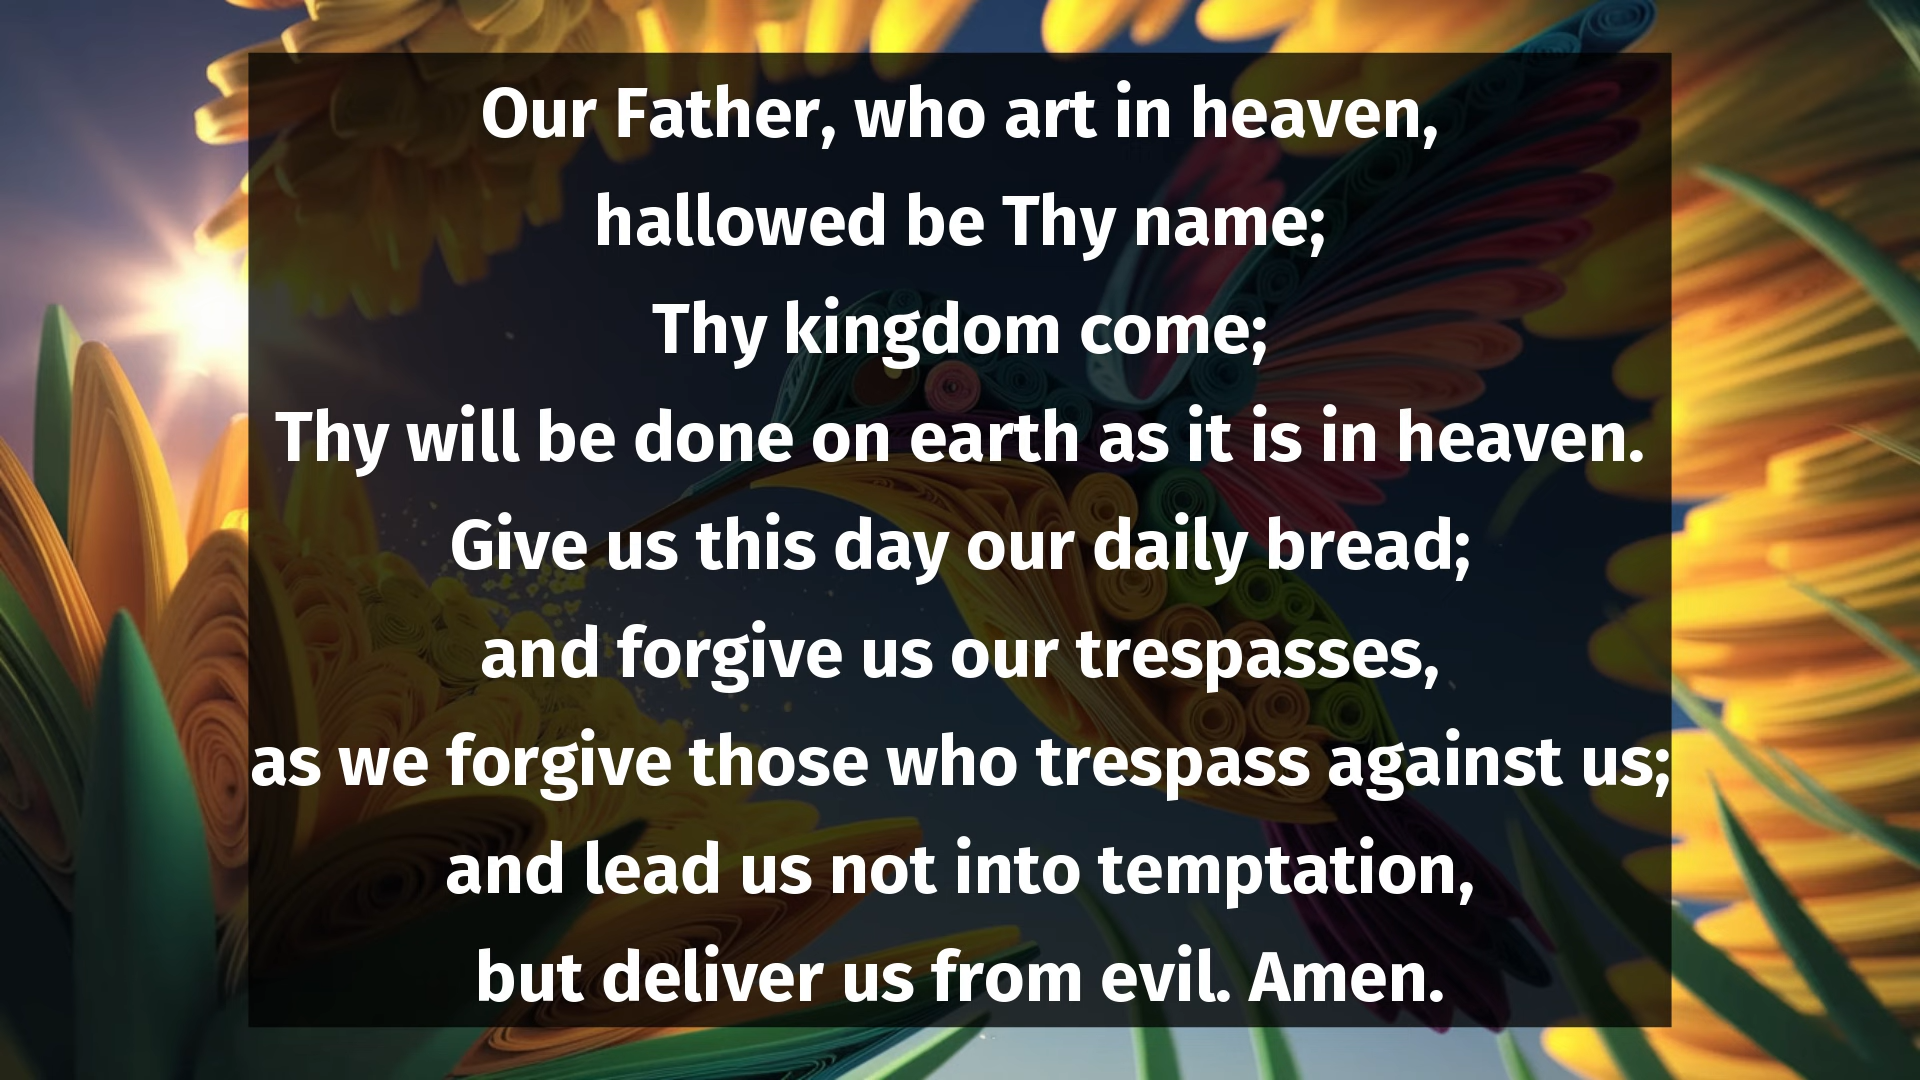 Our Father, who art in heaven,
hallowed be Thy name;
Thy kingdom come;
Thy will be done on earth as it is in heaven.
Give us this day our daily bread;
and forgive us our trespasses,
as we forgive those who trespass against us;
and lead us not into temptation,
but deliver us from evil. Amen.